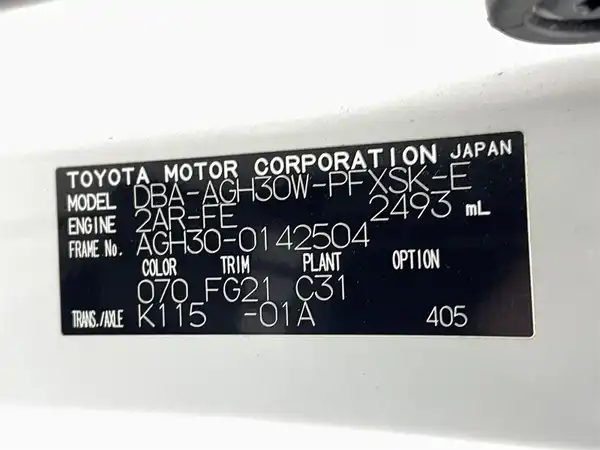 TOYOTA MOTOR CORPORATION JAPAN
MODEL DBA-AGH30W-PFXSK-E
ENGINE 2AR-FE 2493 mL
FRAME No. AGH30-0142504
COLOR TRIM PLANT OPTION
070 FG21 C31
TRANS./AXLE K115 -01A 405